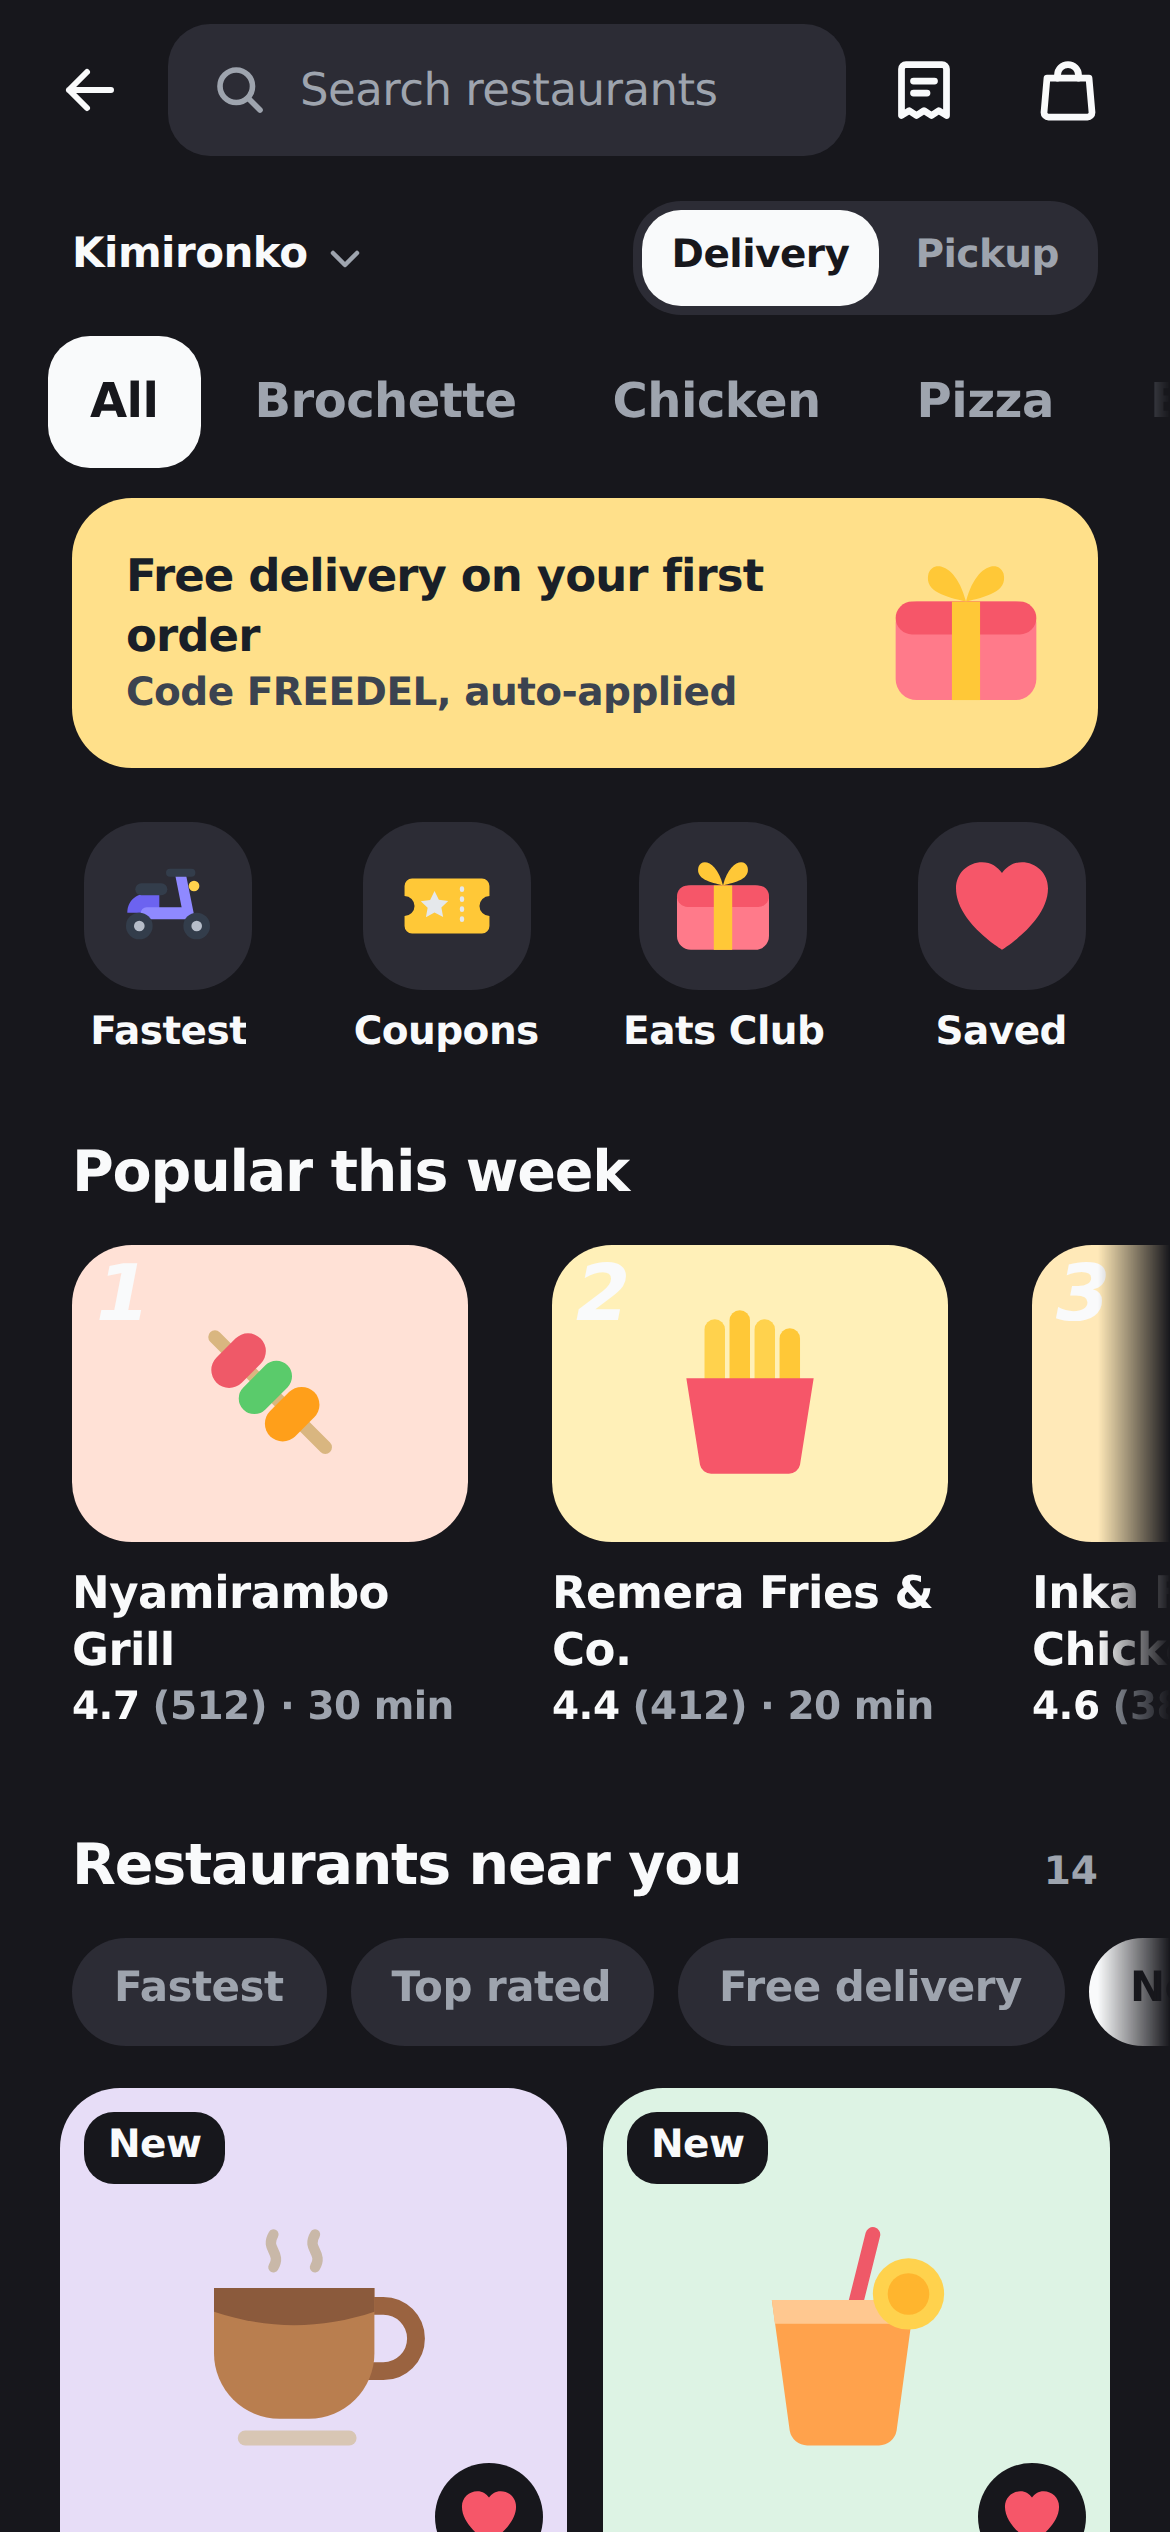 Search restaurants
Kimironko
Delivery Pickup
All Brochette Chicken Pizza
Free delivery on your first
order
Code FREEDEL, auto-applied
Fastest Coupons Eats Club Saved
Popular this week
1 2 3
Nyamirambo
Grill
4.7 (512) · 30 min
Remera Fries &
Co.
4.4 (412) · 20 min
Inka
Chick
4.6
Restaurants near you
14
Fastest Top rated Free delivery
New New